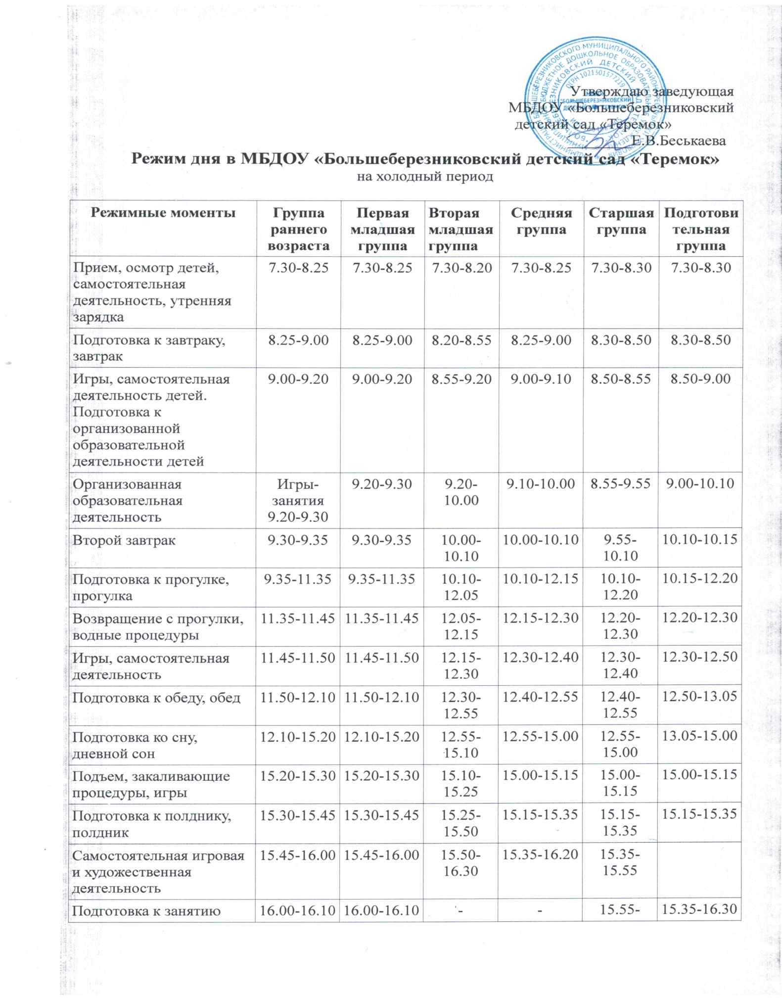 АДМИНИСТРАЦИЯ БОЛЬШЕБЕРЕЗНИКОВСКОГО МУНИЦИПАЛЬНОГО РАЙОНА РЕСПУБЛИКИ МОРДОВИЯ
МУНИЦИПАЛЬНОЕ БЮДЖЕТНОЕ ДОШКОЛЬНОЕ ОБРАЗОВАТЕЛЬНОЕ УЧРЕЖДЕНИЕ
"БОЛЬШЕБЕРЕЗНИКОВСКИЙ ДЕТСКИЙ САД "ТЕРЕМОК"
ОГРН 1021301577219
МБДОУ
"БОЛЬШЕБЕРЕЗНИКОВСКИЙ
ДЕТСКИЙ САД "ТЕРЕМОК"
Утверждаю заведующая
МБДОУ «Большеберезниковский
детский сад «Теремок»
Е.В.Беськаева
Режим дня в МБДОУ «Большеберезниковский детский сад «Теремок»
на холодный период
Режимные моменты
Группа
раннего
возраста
Первая
младшая
группа
Вторая
младшая
группа
Средняя
группа
Старшая
группа
Подготови
тельная
группа
Прием, осмотр детей,
самостоятельная
деятельность, утренняя
зарядка
7.30-8.25
7.30-8.25
7.30-8.20
7.30-8.25
7.30-8.30
7.30-8.30
Подготовка к завтраку,
завтрак
8.25-9.00
8.25-9.00
8.20-8.55
8.25-9.00
8.30-8.50
8.30-8.50
Игры, самостоятельная
деятельность детей.
Подготовка к
организованной
образовательной
деятельности детей
9.00-9.20
9.00-9.20
8.55-9.20
9.00-9.10
8.50-8.55
8.50-9.00
Организованная
образовательная
деятельность
Игры-
занятия
9.20-9.30
9.20-9.30
9.20-
10.00
9.10-10.00
8.55-9.55
9.00-10.10
Второй завтрак
9.30-9.35
9.30-9.35
10.00-
10.10
10.00-10.10
9.55-
10.10
10.10-10.15
Подготовка к прогулке,
прогулка
9.35-11.35
9.35-11.35
10.10-
12.05
10.10-12.15
10.10-
12.20
10.15-12.20
Возвращение с прогулки,
водные процедуры
11.35-11.45
11.35-11.45
12.05-
12.15
12.15-12.30
12.20-
12.30
12.20-12.30
Игры, самостоятельная
деятельность
11.45-11.50
11.45-11.50
12.15-
12.30
12.30-12.40
12.30-
12.40
12.30-12.50
Подготовка к обеду, обед
11.50-12.10
11.50-12.10
12.30-
12.55
12.40-12.55
12.40-
12.55
12.50-13.05
Подготовка ко сну,
дневной сон
12.10-15.20
12.10-15.20
12.55-
15.10
12.55-15.00
12.55-
15.00
13.05-15.00
Подъем, закаливающие
процедуры, игры
15.20-15.30
15.20-15.30
15.10-
15.25
15.00-15.15
15.00-
15.15
15.00-15.15
Подготовка к полднику,
полдник
15.30-15.45
15.30-15.45
15.25-
15.50
15.15-15.35
15.15-
15.35
15.15-15.35
Самостоятельная игровая
и художественная
деятельность
15.45-16.00
15.45-16.00
15.50-
16.30
15.35-16.20
15.35-
15.55
Подготовка к занятию
16.00-16.10
16.00-16.10
-
-
15.55-
15.35-16.30